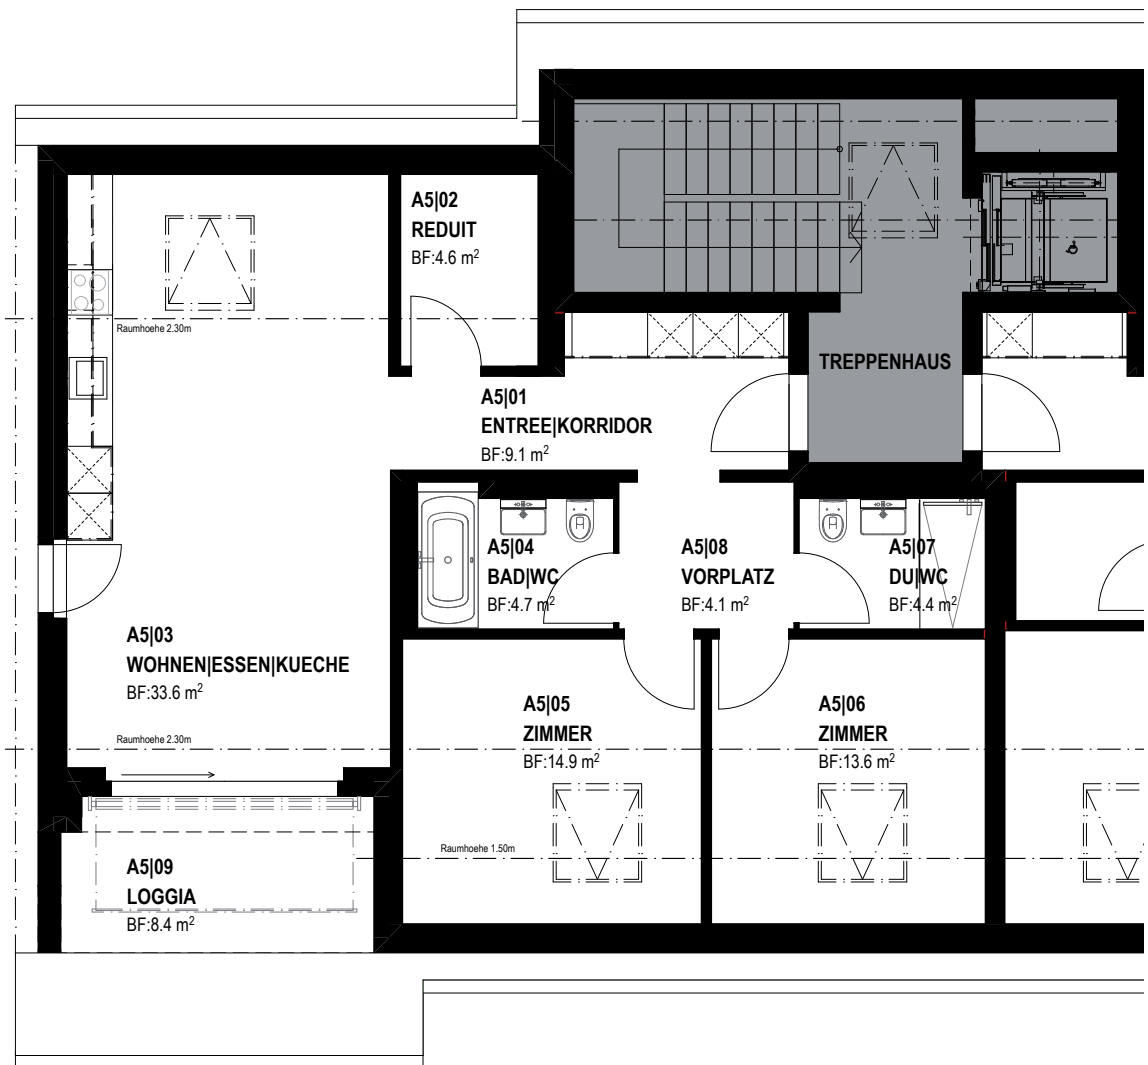 A5|02
REDUIT
BF:4.6 m²
Raumhoehe 2.30m
TREPPENHAUS
A5|01
ENTREE|KORRIDOR
BF:9.1 m²
A5|04
BAD|WC
BF:4.7 m²
A5|08
VORPLATZ
BF:4.1 m²
A5|07
DU|WC
BF:4.4 m²
A5|03
WOHNEN|ESSEN|KUECHE
BF:33.6 m²
A5|05
ZIMMER
BF:14.9 m²
A5|06
ZIMMER
BF:13.6 m²
Raumhoehe 2.30m
Raumhoehe 1.50m
A5|09
LOGGIA
BF:8.4 m²